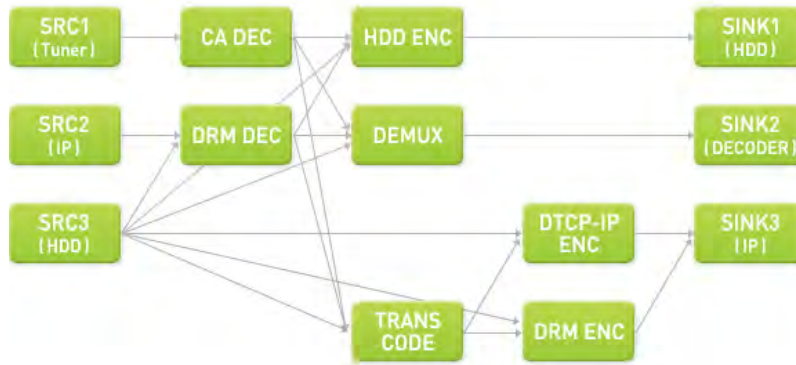 SRC1
(Tuner)
CA DEC
HDD ENC
SINK1
(HDD)
SRC2
(IP)
DRM DEC
DEMUX
SINK2
(DECODER)
SRC3
(HDD)
DTCP-IP
ENC
SINK3
(IP)
TRANS
CODE
DRM ENC